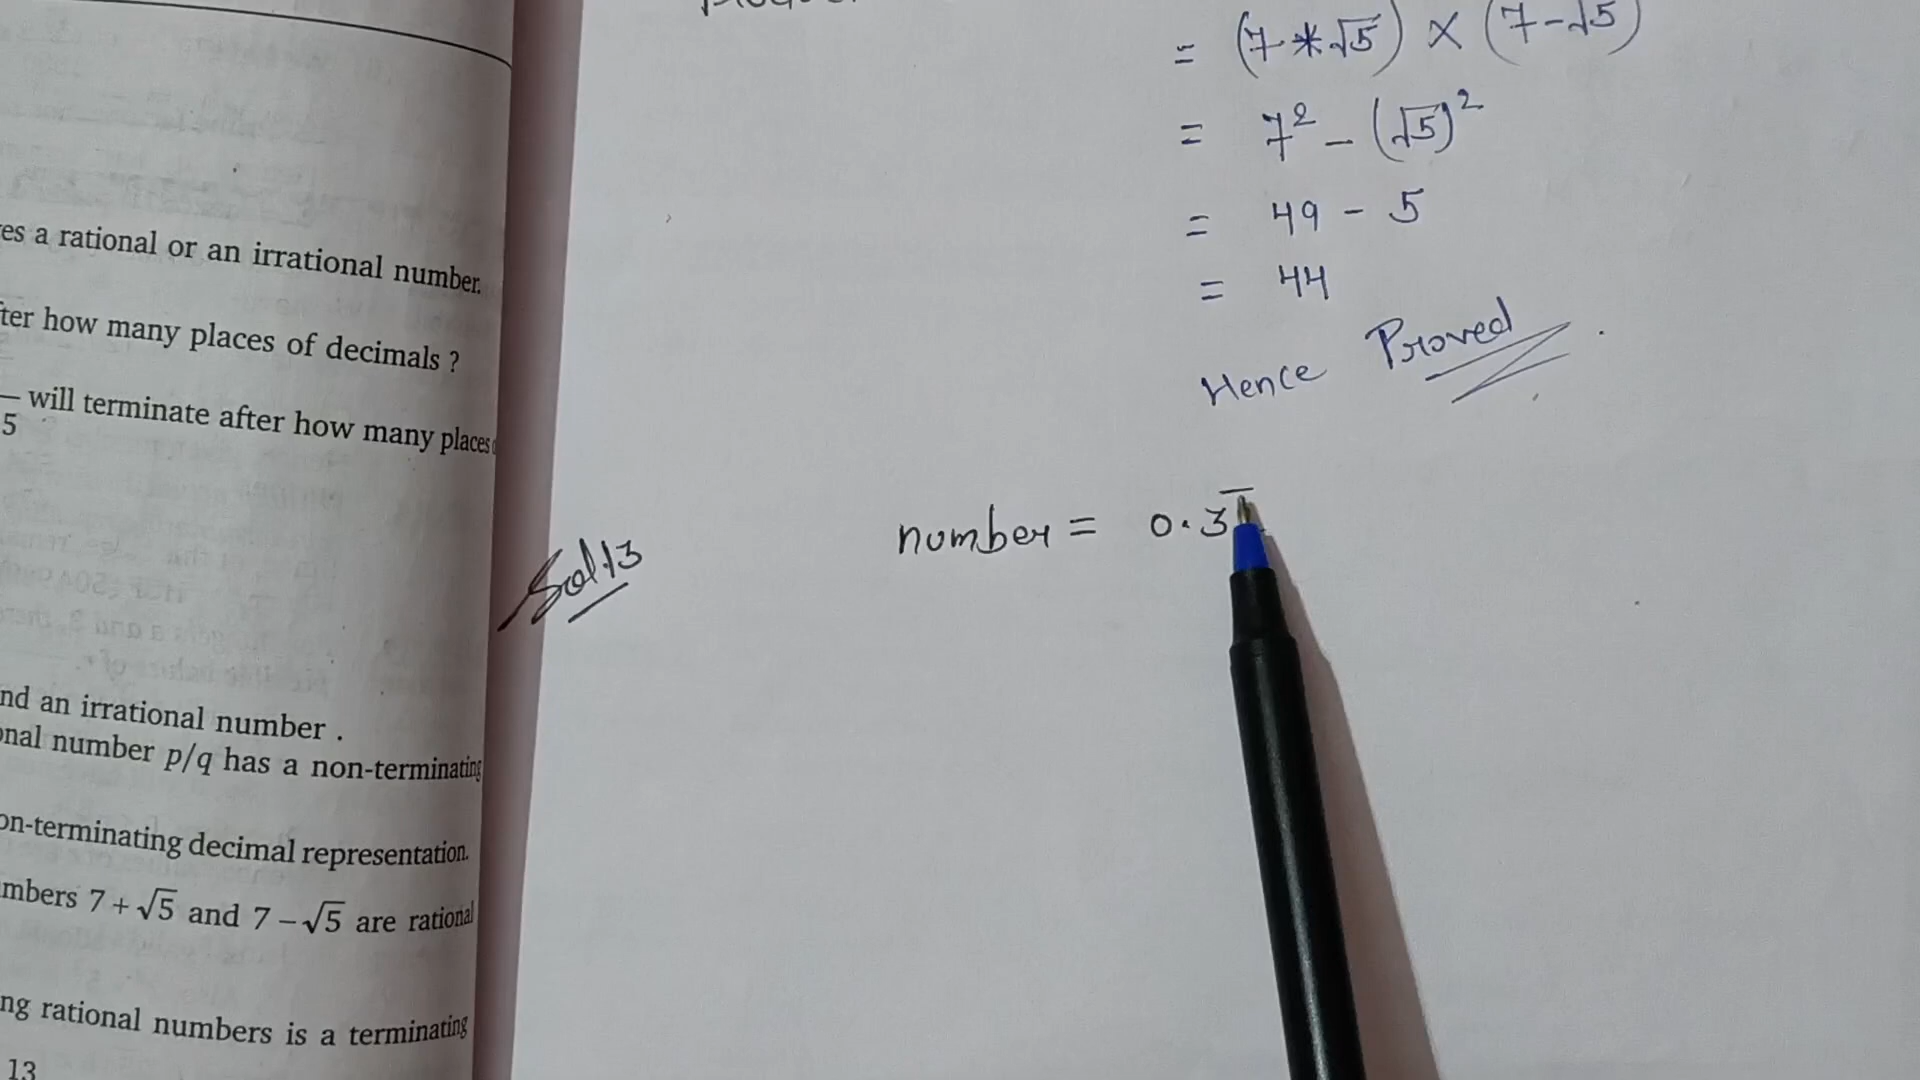 es a rational or an irrational number.
ter how many places of decimals ?
will terminate after how many places
5
nd an irrational number .
onal number p/q has a non-terminating
on-terminating decimal representation.
mbers 7 + √5 and 7 – √5 are rational
ng rational numbers is a terminating
13
= (7 * √5) × (7 - √5)
= 7² - (√5)²
= 49 - 5
= 44
Hence Proved
Sol.13
number = 0.3